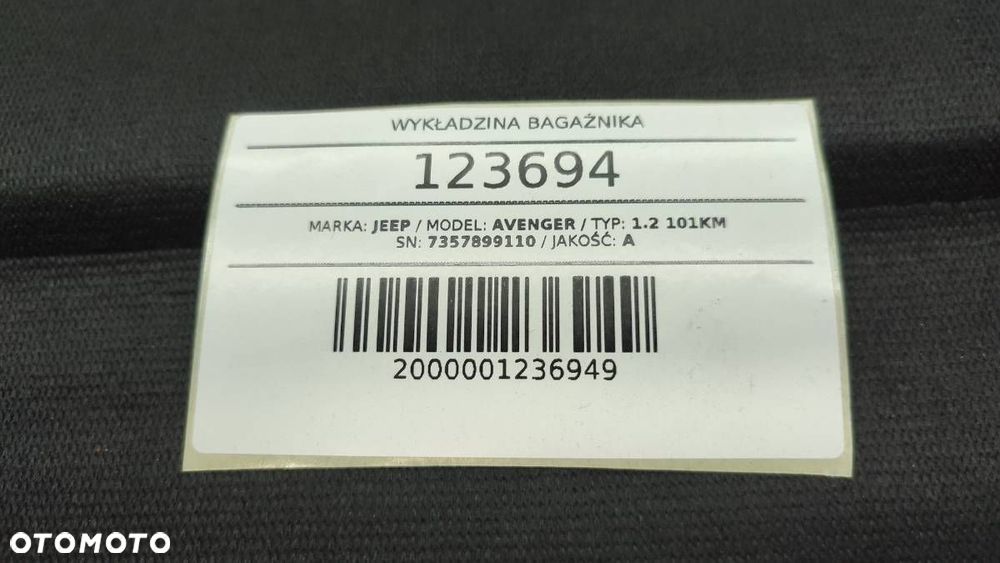 WYKŁADZINA BAGAŻNIKA
123694
MARKA: JEEP / MODEL: AVENGER / TYP: 1.2 101KM
SN: 7357899110 / JAKOŚĆ: A
2000001236949
OTOMOTO